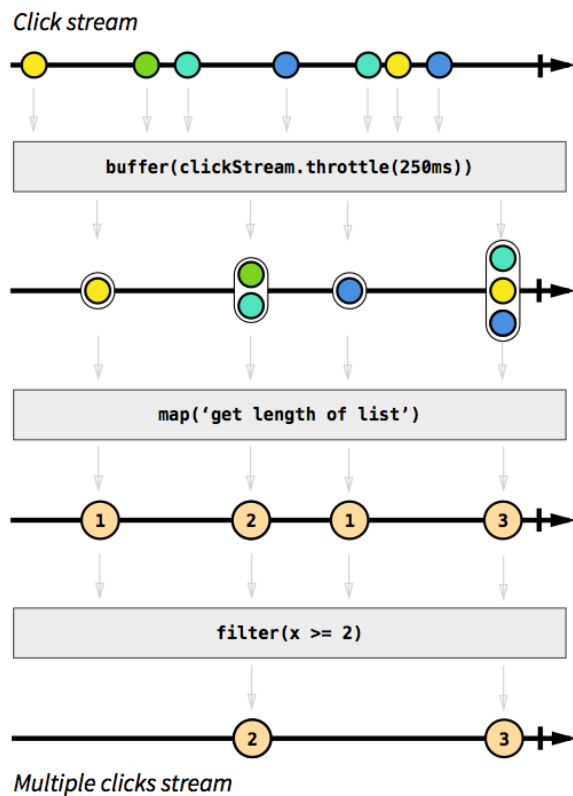 Click stream
buffer(clickStream.throttle(250ms))
map(‘get length of list’)
1 2 1 3
filter(x >= 2)
2 3
Multiple clicks stream